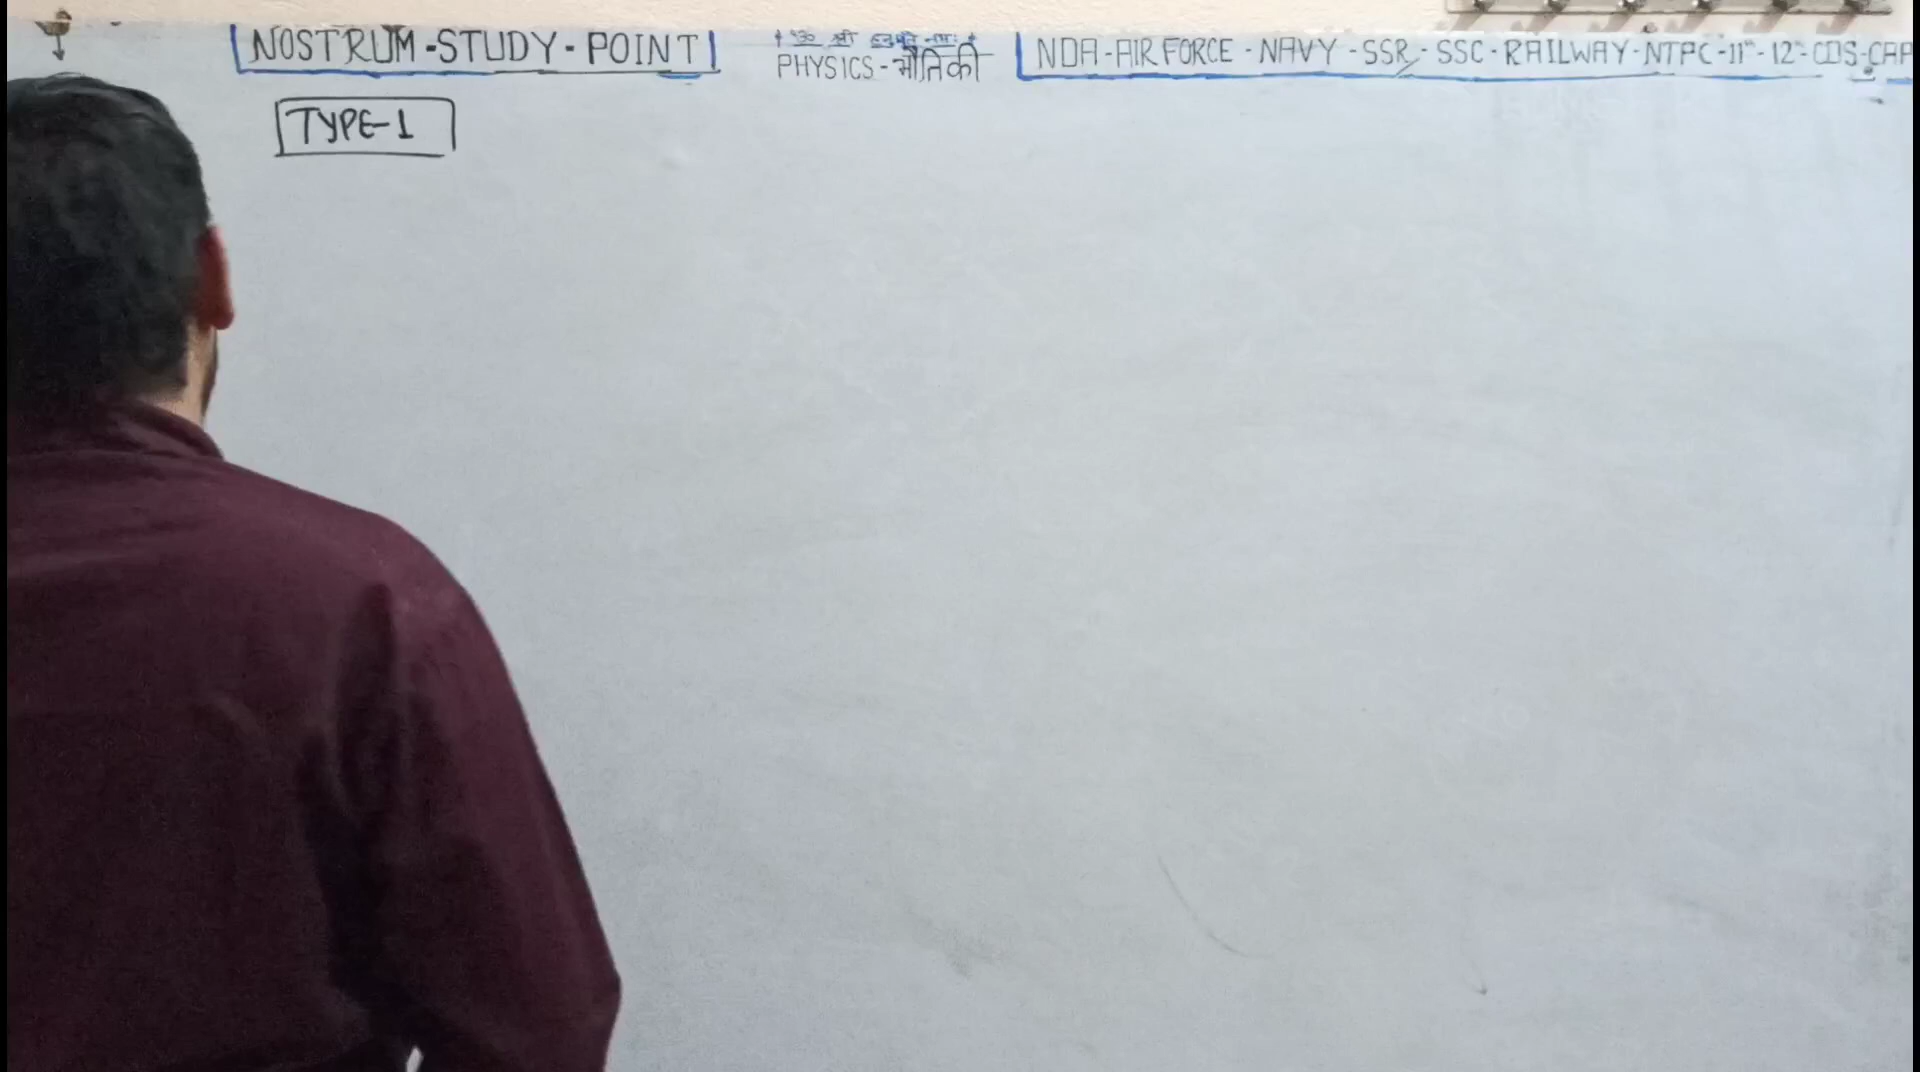 NOSTRUM-STUDY-POINT
PHYSICS-भौतिकी
NDA-AIR FORCE-NAVY-SSR-SSC-RAILWAY-NTPC-11ᵗʰ-12ᵗʰ-CDS-CAP
TYPE-1